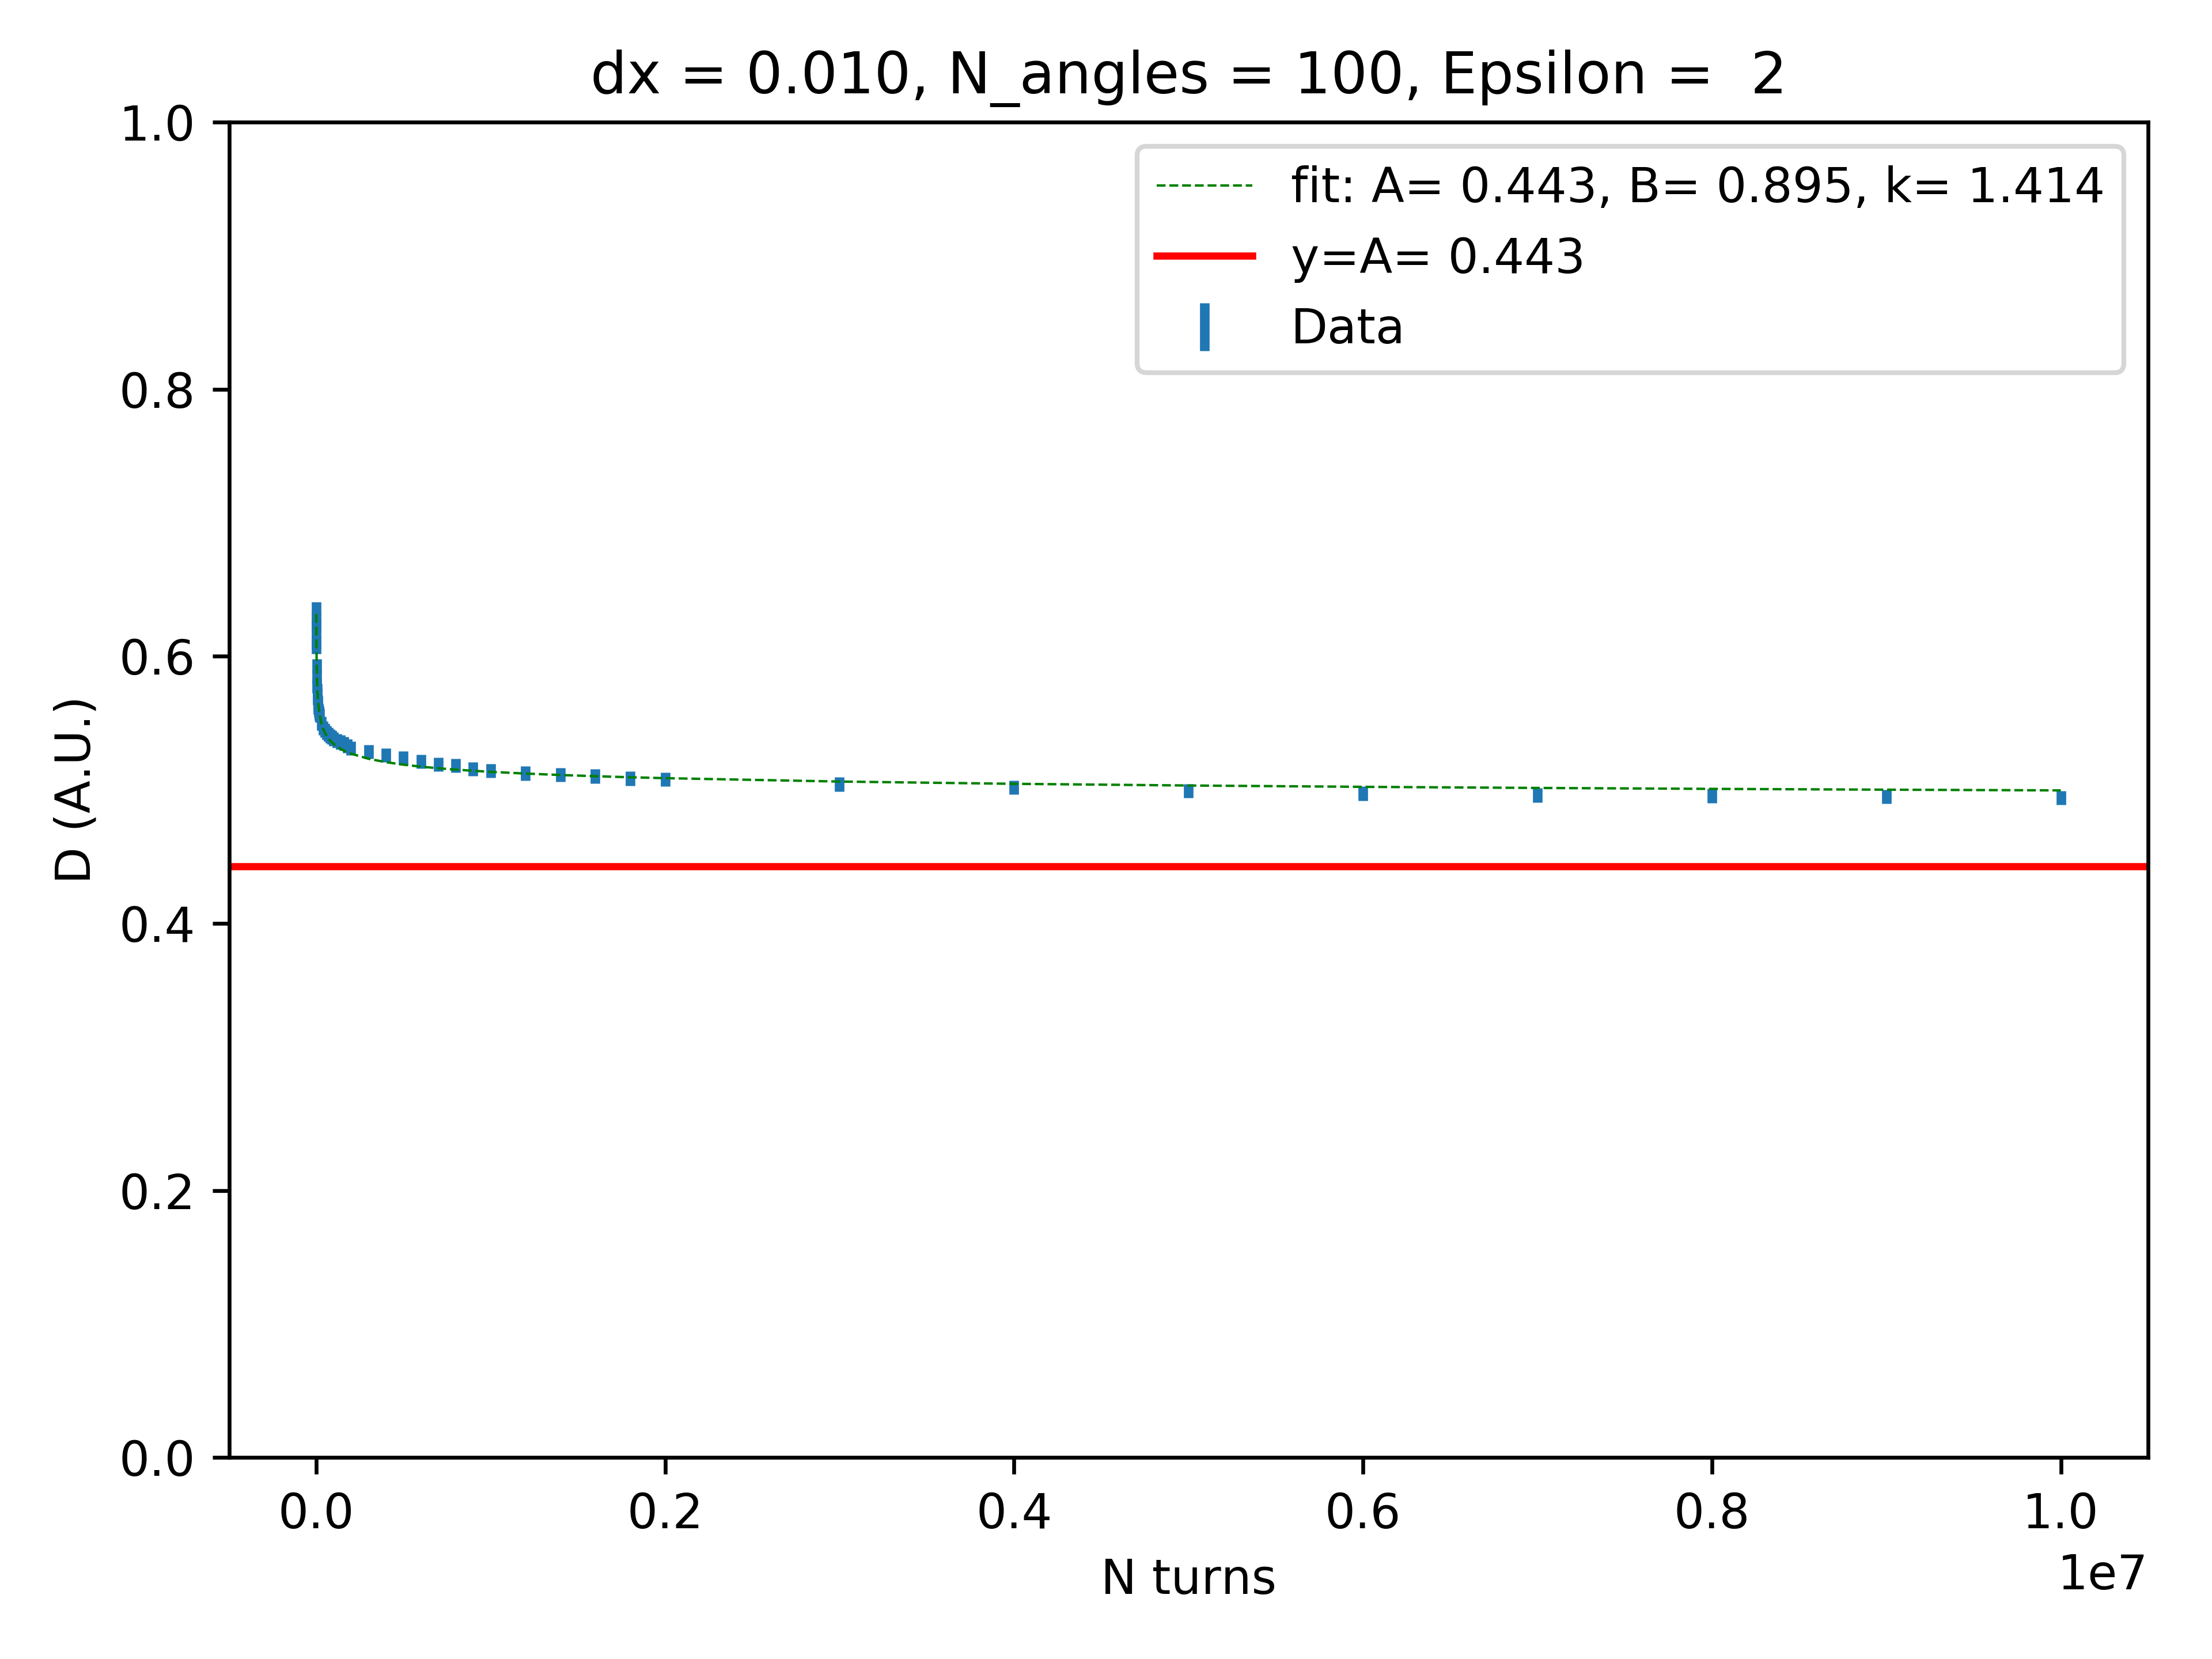 dx = 0.010, N_angles = 100, Epsilon =  2
1.0
0.8
0.6
0.4
0.2
0.0
D (A.U.)
fit: A= 0.443, B= 0.895, k= 1.414
y=A= 0.443
Data
0.0 0.2 0.4 0.6 0.8 1.0
1e7
N turns